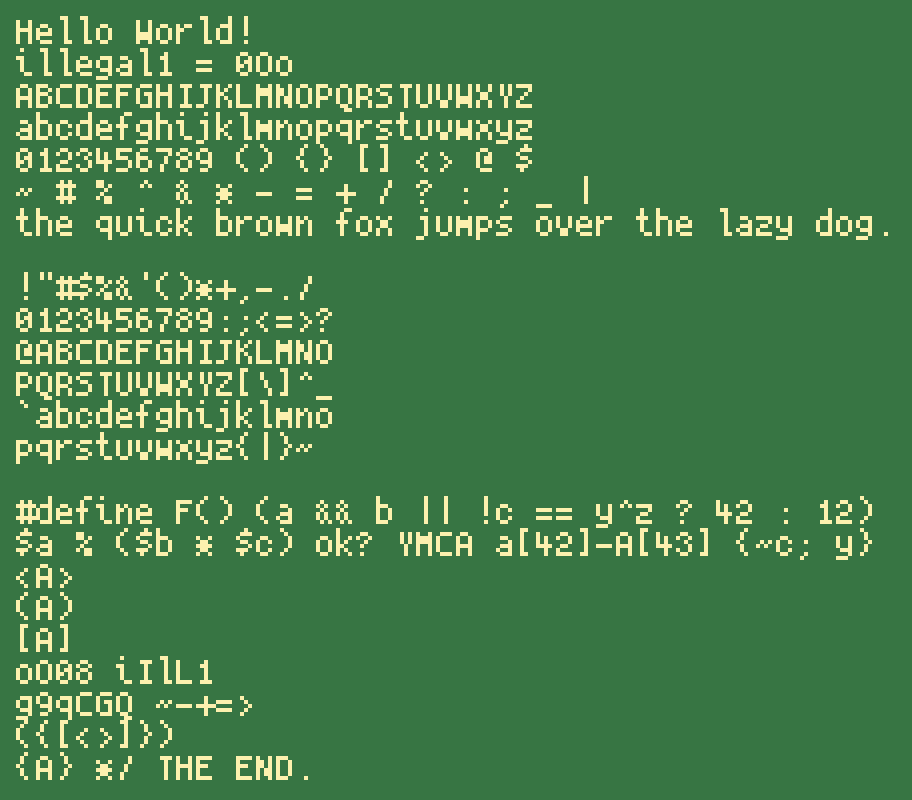 Hello World!
illegal1 = 0Oo
ABCDEFGHIJKLMNOPQRSTUVWXYZ
abcdefghijklmnopqrstuvwxyz
0123456789 () {} [] <> @ $
~ # % ^ & * - = + / ? : ; _ |
the quick brown fox jumps over the lazy dog.

 !"#$%&'()*+,-./
0123456789:;<=>?
@ABCDEFGHIJKLMNO
PQRSTUVWXYZ[\]^_
`abcdefghijklmno
pqrstuvwxyz{|}~

#define F() (a && b || !c == y^z ? 42 : 12)
$a % ($b * $c) ok? YMCA a[42]-A[43] {~c; y}
<A>
(A)
[A]
oO08 iIlL1
g9qCGQ ~-+=>
({[<>]})
{A} */ THE END.